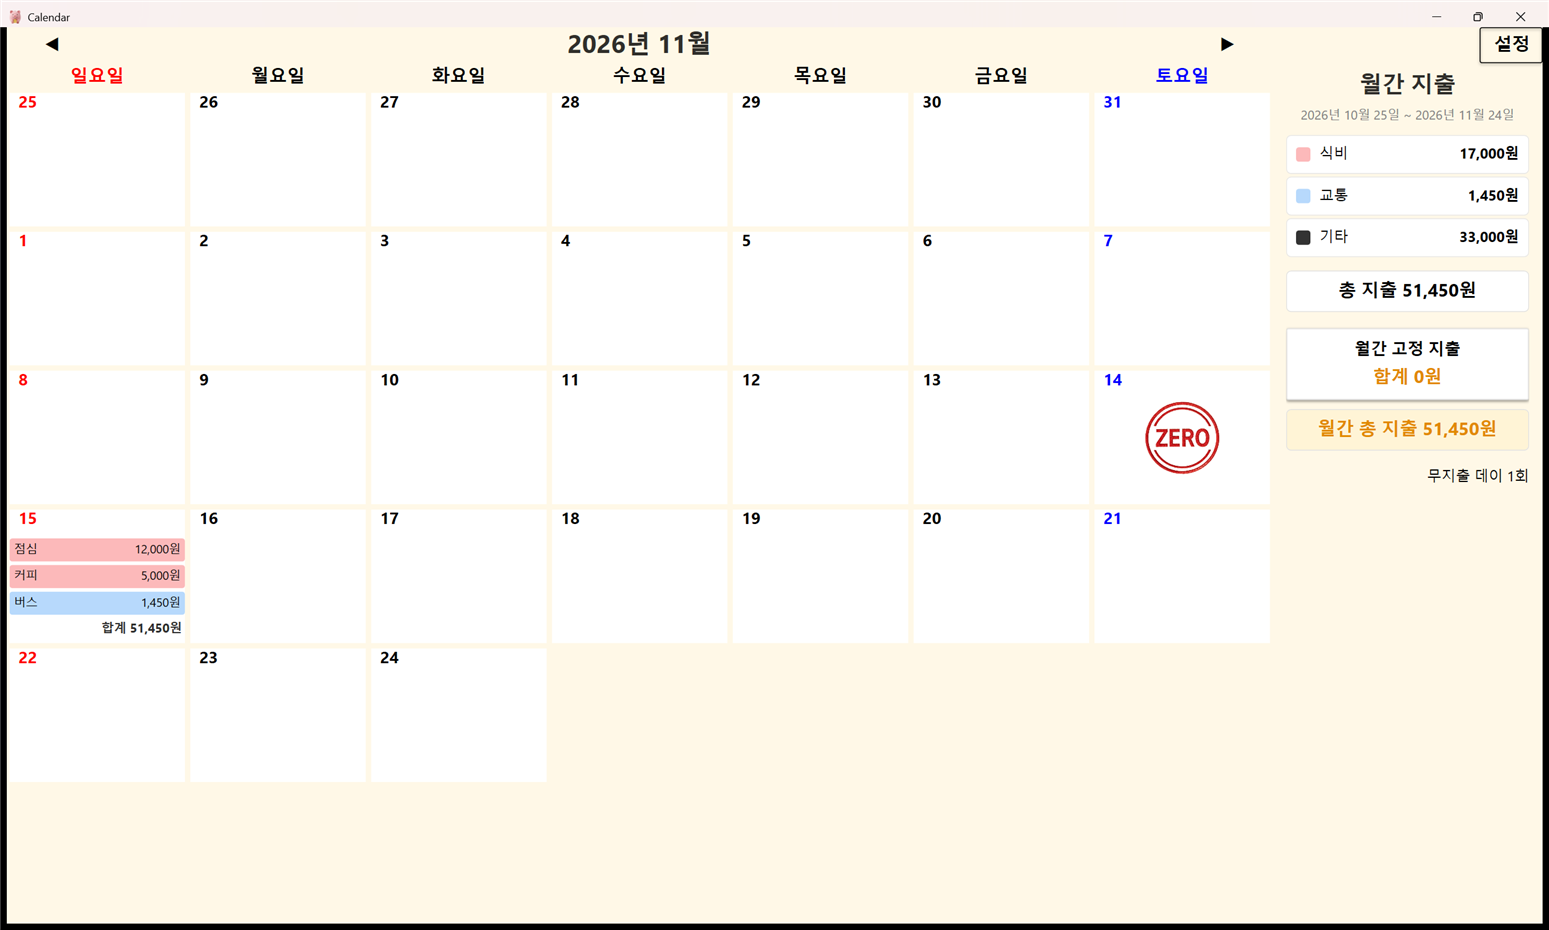 Calendar
◀ 2026년 11월 ▶ 설정
일요일 월요일 화요일 수요일 목요일 금요일 토요일
25 26 27 28 29 30 31
1 2 3 4 5 6 7
8 9 10 11 12 13 14
ZERO
15 16 17 18 19 20 21
점심 12,000원
커피 5,000원
버스 1,450원
합계 51,450원
22 23 24
월간 지출
2026년 10월 25일 ~ 2026년 11월 24일
식비 17,000원
교통 1,450원
기타 33,000원
총 지출 51,450원
월간 고정 지출
합계 0원
월간 총 지출 51,450원
무지출 데이 1회